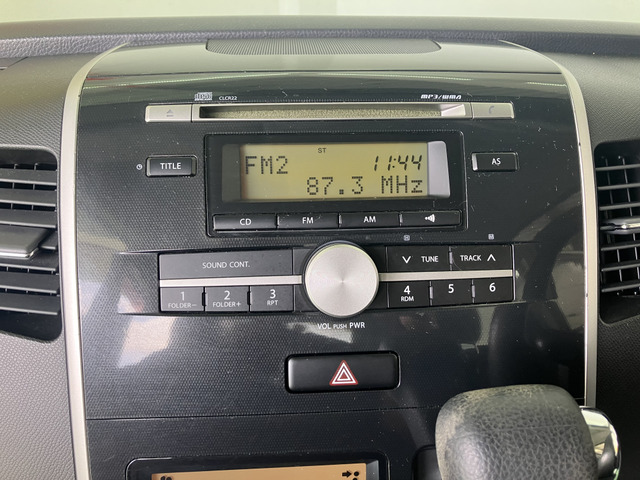 CLCR22
MP3/WMA
TITLE
ST
FM2 11:44
87.3 MHz
AS
CD FM AM
SOUND CONT.
TUNE TRACK
1 2 3 4 5 6
FOLDER- FOLDER+ RPT RDM
VOL PUSH PWR